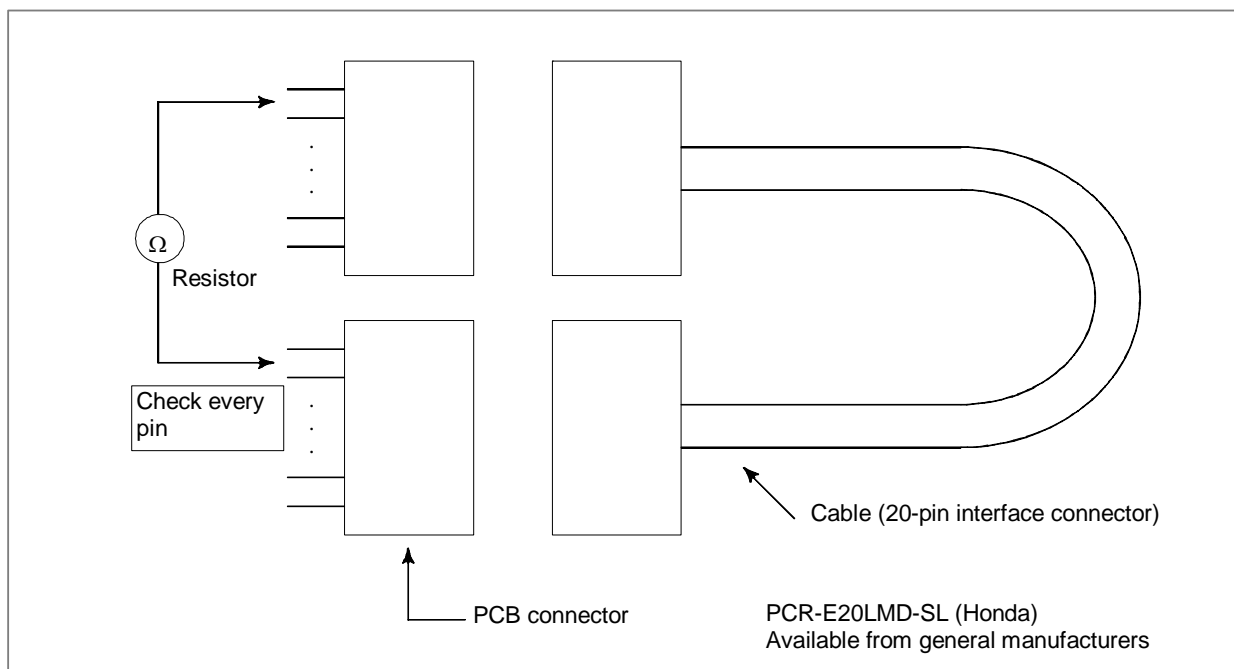 Ω
Resistor
Check every
pin
Cable (20-pin interface connector)
PCB connector
PCR-E20LMD-SL (Honda)
Available from general manufacturers